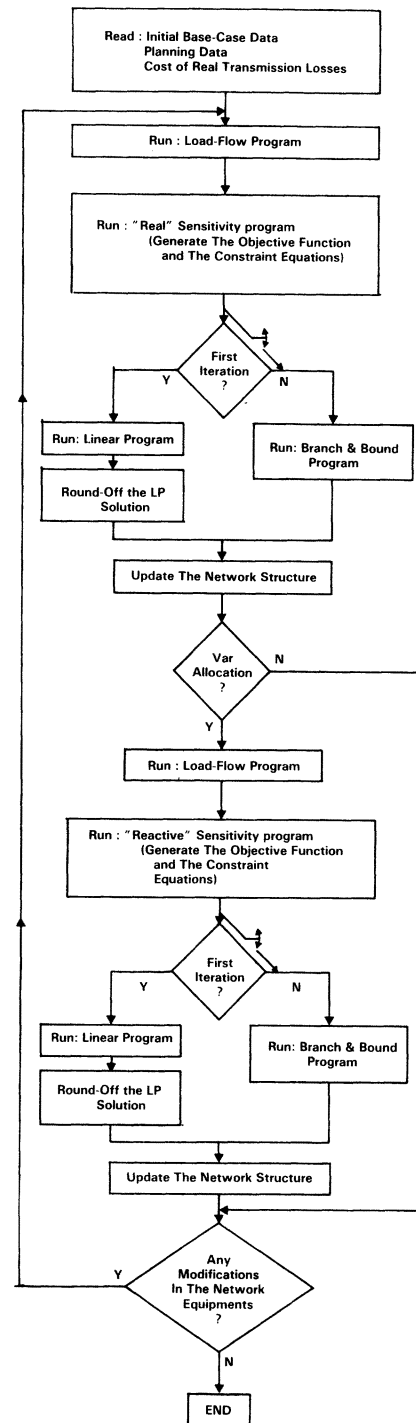 Read : Initial Base-Case Data
Planning Data
Cost of Real Transmission Losses
Run : Load-Flow Program
Run : "Real" Sensitivity program
(Generate The Objective Function
and The Constraint Equations)
First
Iteration
?
Y
N
Run: Linear Program
Round-Off the LP
Solution
Run: Branch & Bound
Program
Update The Network Structure
Var
Allocation
?
N
Y
Run : Load-Flow Program
Run : "Reactive" Sensitivity program
(Generate The Objective Function
and The Constraint
Equations)
First
Iteration
?
Y
N
Run: Linear Program
Round-Off the LP
Solution
Run: Branch & Bound
Program
Update The Network Structure
Any
Modifications
In The Network
Equipments
?
Y
N
END